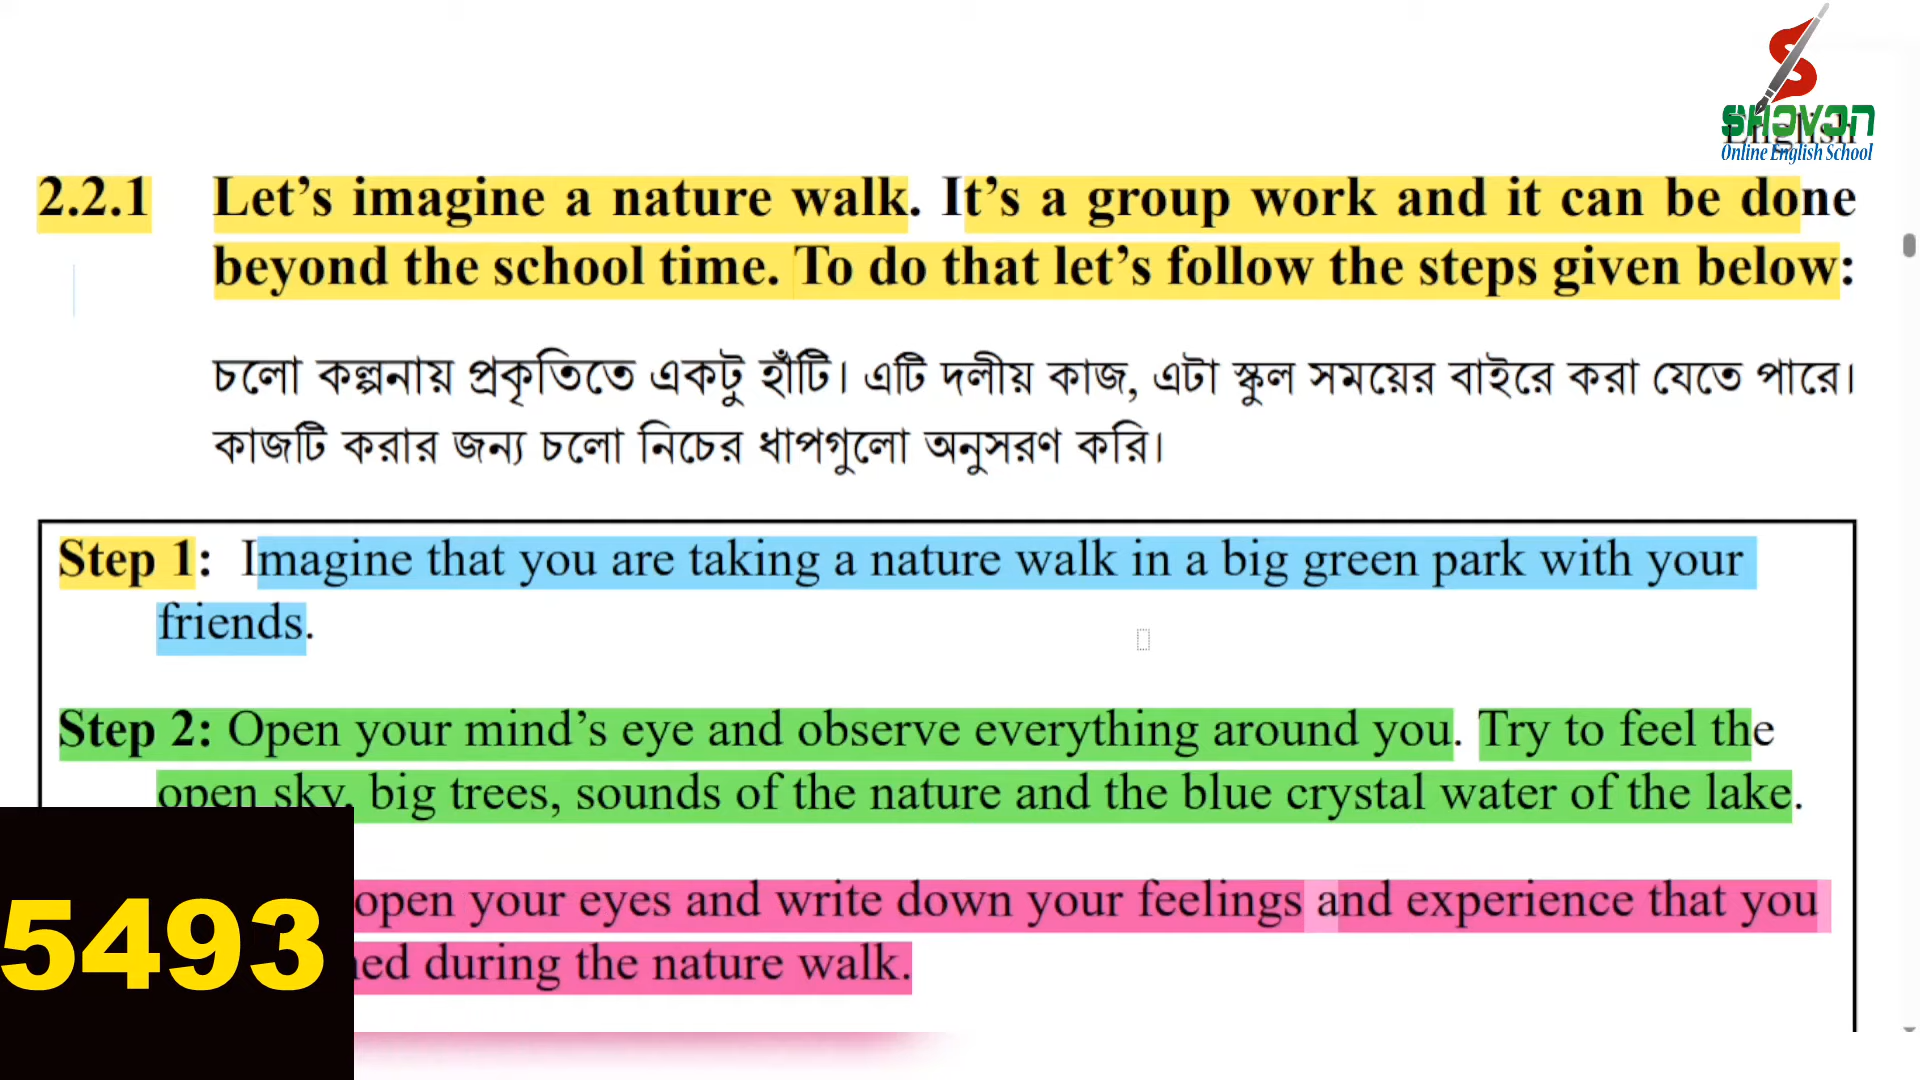 SHOVON
English
Online English School
2.2.1 Let’s imagine a nature walk. It’s a group work and it can be done
beyond the school time. To do that let’s follow the steps given below:
চলো কল্পনায় প্রকৃতিতে একটু হাঁটি। এটি দলীয় কাজ, এটা স্কুল সময়ের বাইরে করা যেতে পারে।
কাজটি করার জন্য চলো নিচের ধাপগুলো অনুসরণ করি।
Step 1: Imagine that you are taking a nature walk in a big green park with your
friends.
Step 2: Open your mind’s eye and observe everything around you. Try to feel the
open sky, big trees, sounds of the nature and the blue crystal water of the lake.
open your eyes and write down your feelings and experience that you
during the nature walk.
5493